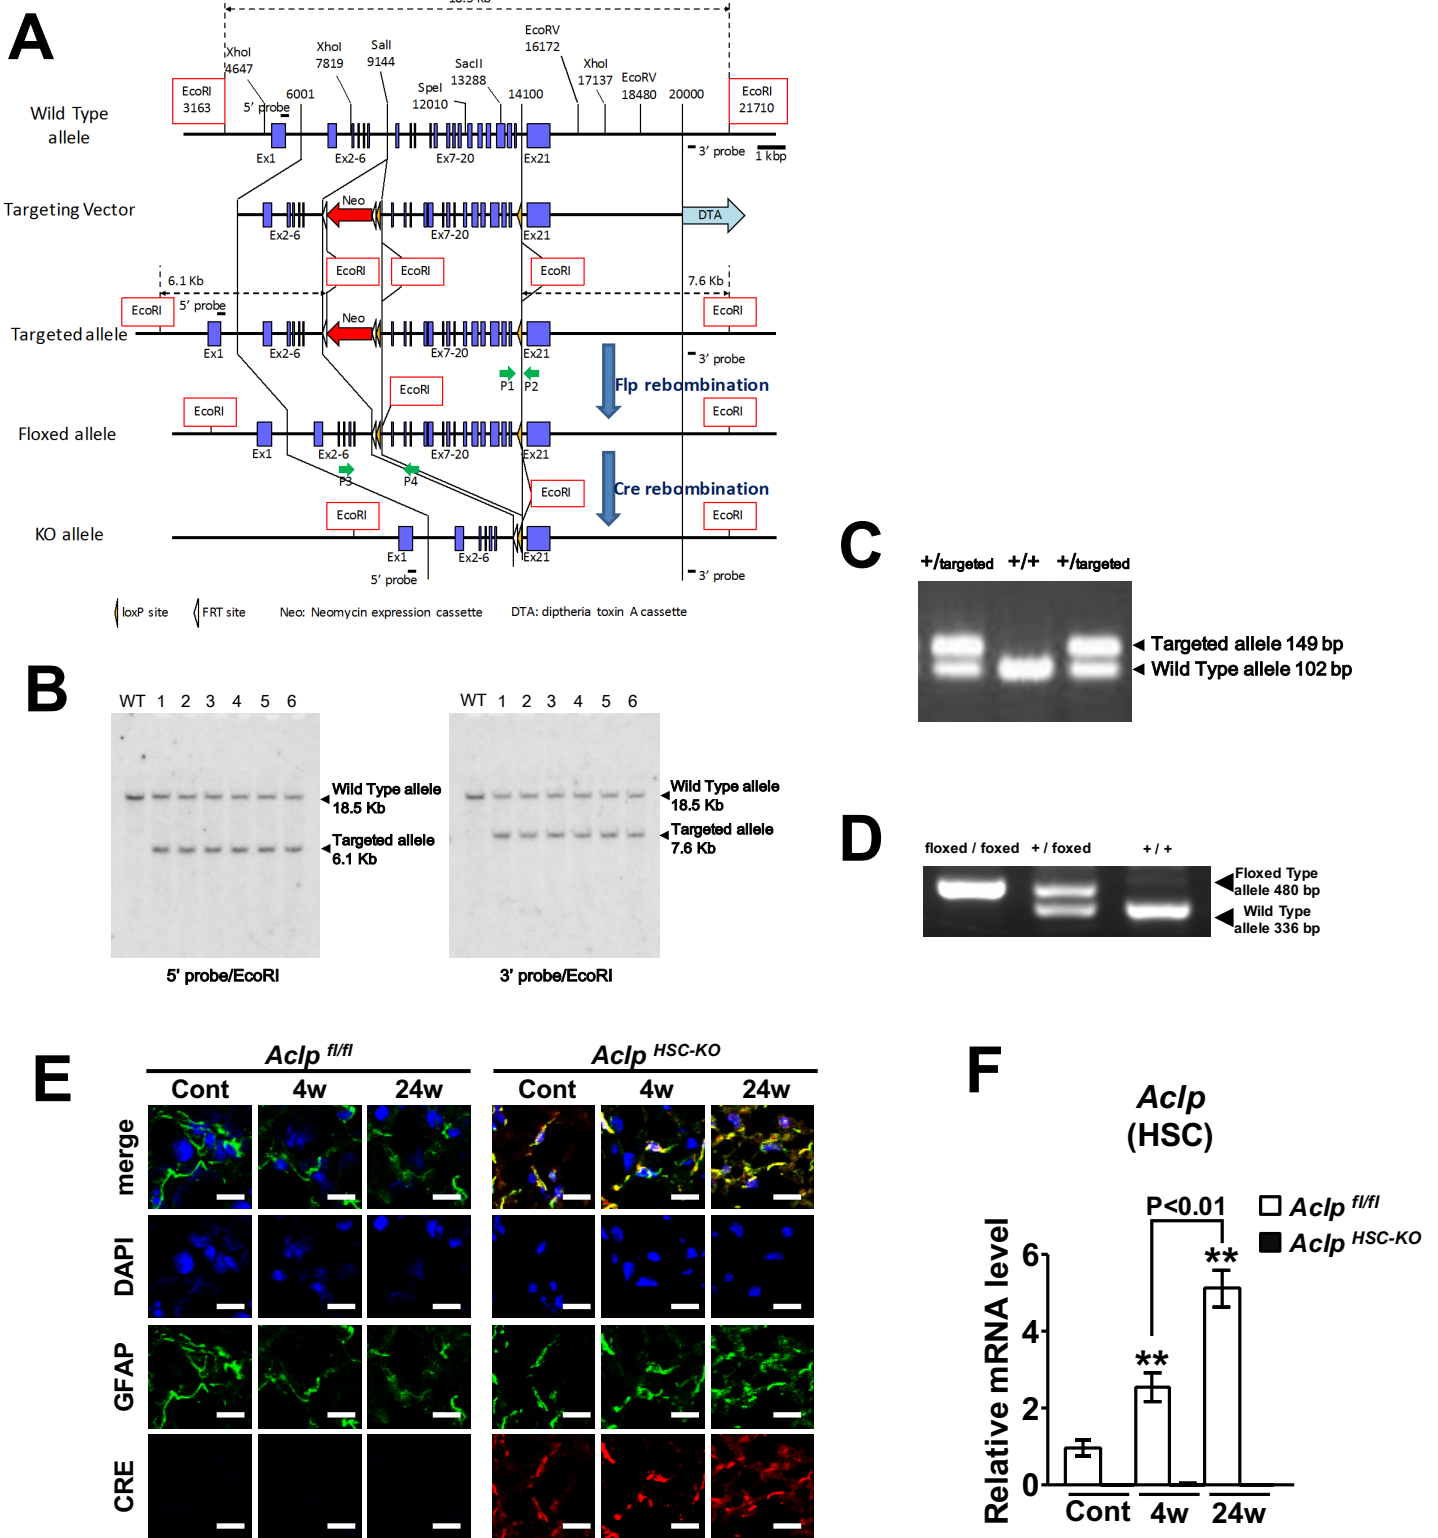 A
18.5 Kb
EcoRV
16172
XhoI
4647
XhoI
7819
SalI
9144
SacII
13288
XhoI
17137
EcoRV
18480
SpeI
12010
EcoRI
3163
5' probe
6001
14100
20000
EcoRI
21710
Wild Type
allele
Ex1
Ex2-6
Ex7-20
Ex21
3' probe
1 kbp
Targeting Vector
Neo
DTA
Ex2-6
Ex7-20
Ex21
EcoRI
EcoRI
EcoRI
6.1 Kb
7.6 Kb
EcoRI
5' probe
EcoRI
Targeted allele
Neo
Ex1
Ex2-6
Ex7-20
Ex21
3' probe
P1
P2
Flp rebombination
EcoRI
EcoRI
EcoRI
Floxed allele
Ex1
Ex2-6
Ex7-20
Ex21
P3
P4
Cre rebombination
EcoRI
EcoRI
EcoRI
KO allele
Ex1
Ex2-6
Ex21
5' probe
3' probe
loxP site
FRT site
Neo: Neomycin expression cassette
DTA: diptheria toxin A cassette
B
WT 1 2 3 4 5 6
Wild Type allele
18.5 Kb
Targeted allele
6.1 Kb
5' probe/EcoRI
WT 1 2 3 4 5 6
Wild Type allele
18.5 Kb
Targeted allele
7.6 Kb
3' probe/EcoRI
C
+/targeted +/+ +/targeted
Targeted allele 149 bp
Wild Type allele 102 bp
D
floxed / foxed + / foxed + / +
Floxed Type
allele 480 bp
Wild Type
allele 336 bp
E
Aclp fl/fl
Aclp HSC-KO
Cont 4w 24w Cont 4w 24w
merge
DAPI
GFAP
CRE
F
Aclp
(HSC)
P<0.01
Aclp fl/fl
Aclp HSC-KO
Relative mRNA level
6
4
2
0
**
**
Cont 4w 24w